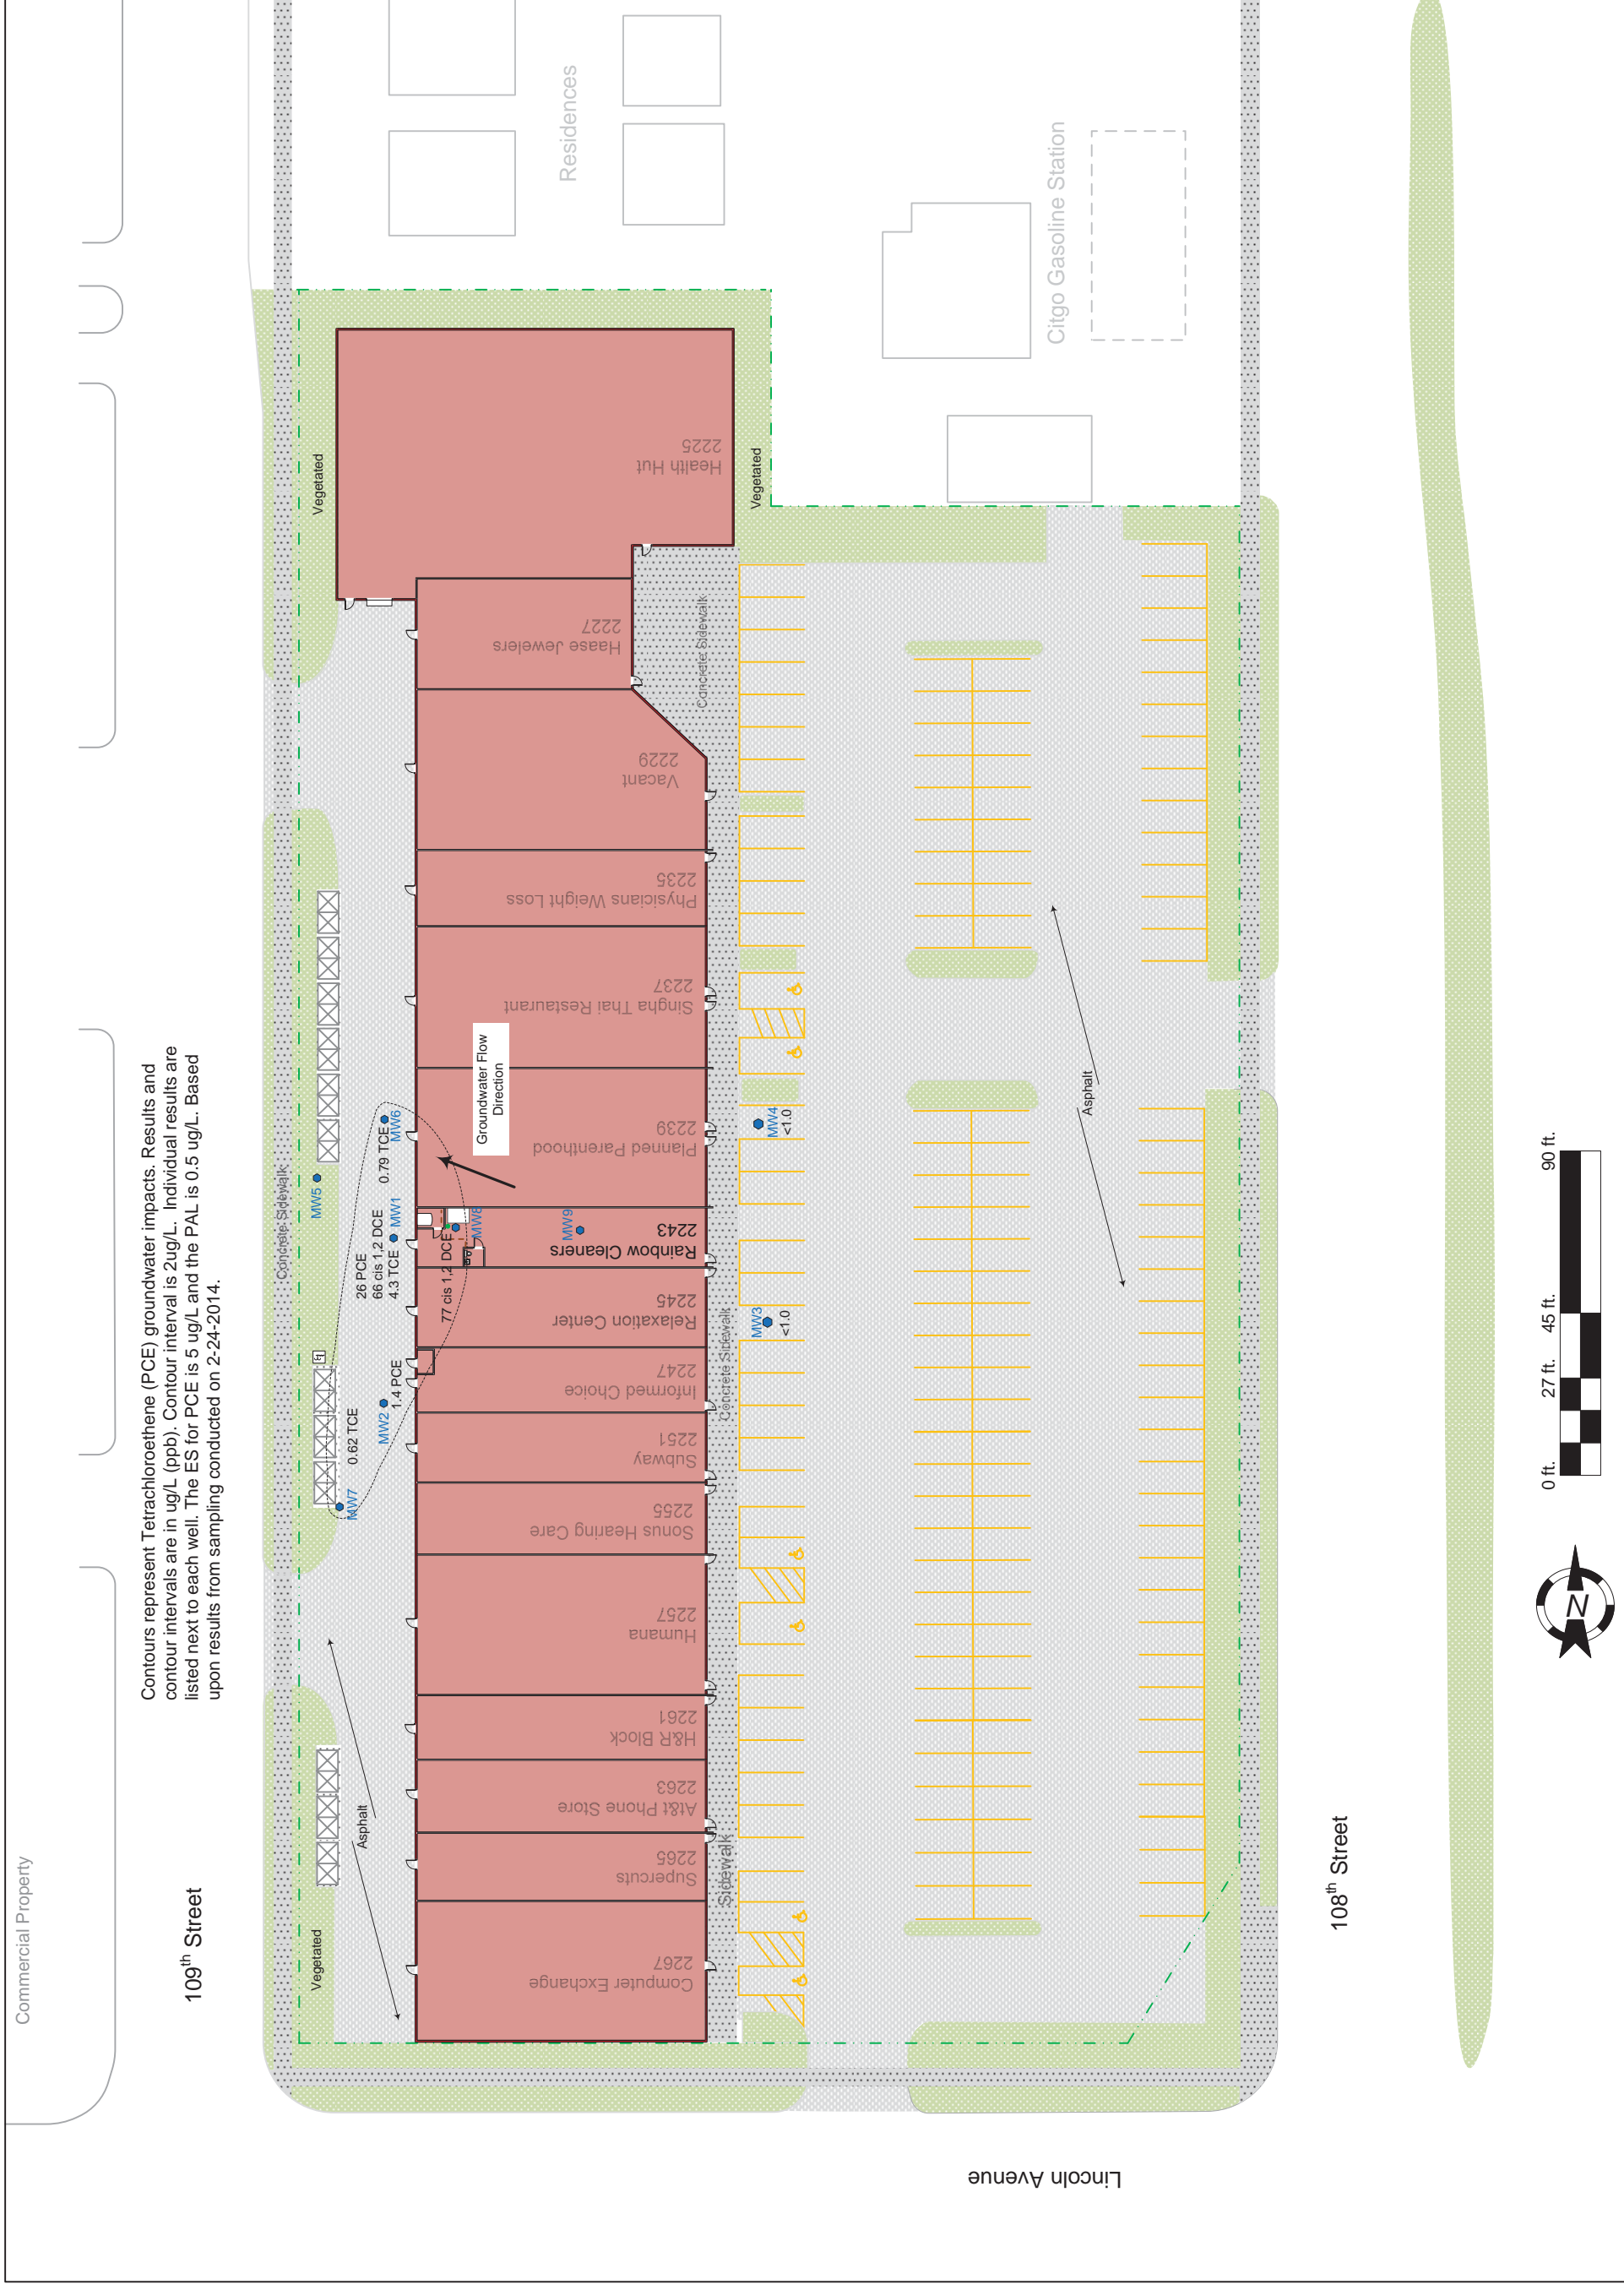 Commercial Property
109th Street
Contours represent Tetrachloroethene (PCE) groundwater impacts. Results and
contour intervals are in ug/L (ppb). Contour interval is 2ug/L. Individual results are
listed next to each well. The ES for PCE is 5 ug/L and the PAL is 0.5 ug/L. Based
upon results from sampling conducted on 2-24-2014.
Concrete Sidewalk
Vegetated
Asphalt
Vegetated
MW5
MW7
0.62 TCE
MW2
1.4 PCE
26 PCE
66 cis 1,2 DCE
4.3 TCE
MW1
0.79 TCE
MW6
77 cis 1,2 DCE
MW8
MW9
Groundwater Flow
Direction
2267
Computer Exchange
2265
Supercuts
2263
At&t Phone Store
2261
H&R Block
2257
Humana
2255
Sonus Hearing Care
2251
Subway
2247
Informed Choice
2245
Relaxation Center
2243
Rainbow Cleaners
2239
Planned Parenthood
2237
Singha Thai Restaurant
2235
Physicians Weight Loss
2229
Vacant
2227
Haase Jewelers
2225
Health Hut
Sidewalk
Concrete Sidewalk
Concrete Sidewalk
Vegetated
MW3
<1.0
MW4
<1.0
Asphalt
Residences
Citgo Gasoline Station
108th Street
Lincoln Avenue
N
0 ft.
27 ft.
45 ft.
90 ft.